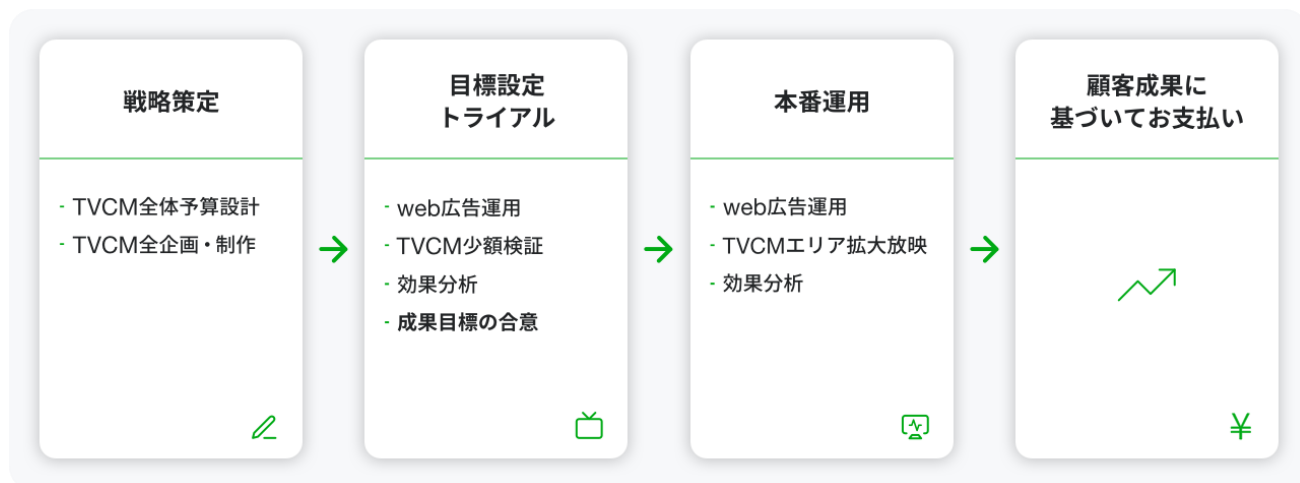 戦略策定
- TVCM全体予算設計
- TVCM全企画・制作
目標設定
トライアル
- web広告運用
- TVCM少額検証
- 効果分析
- 成果目標の合意
本番運用
- web広告運用
- TVCMエリア拡大放映
- 効果分析
顧客成果に
基づいてお支払い
¥